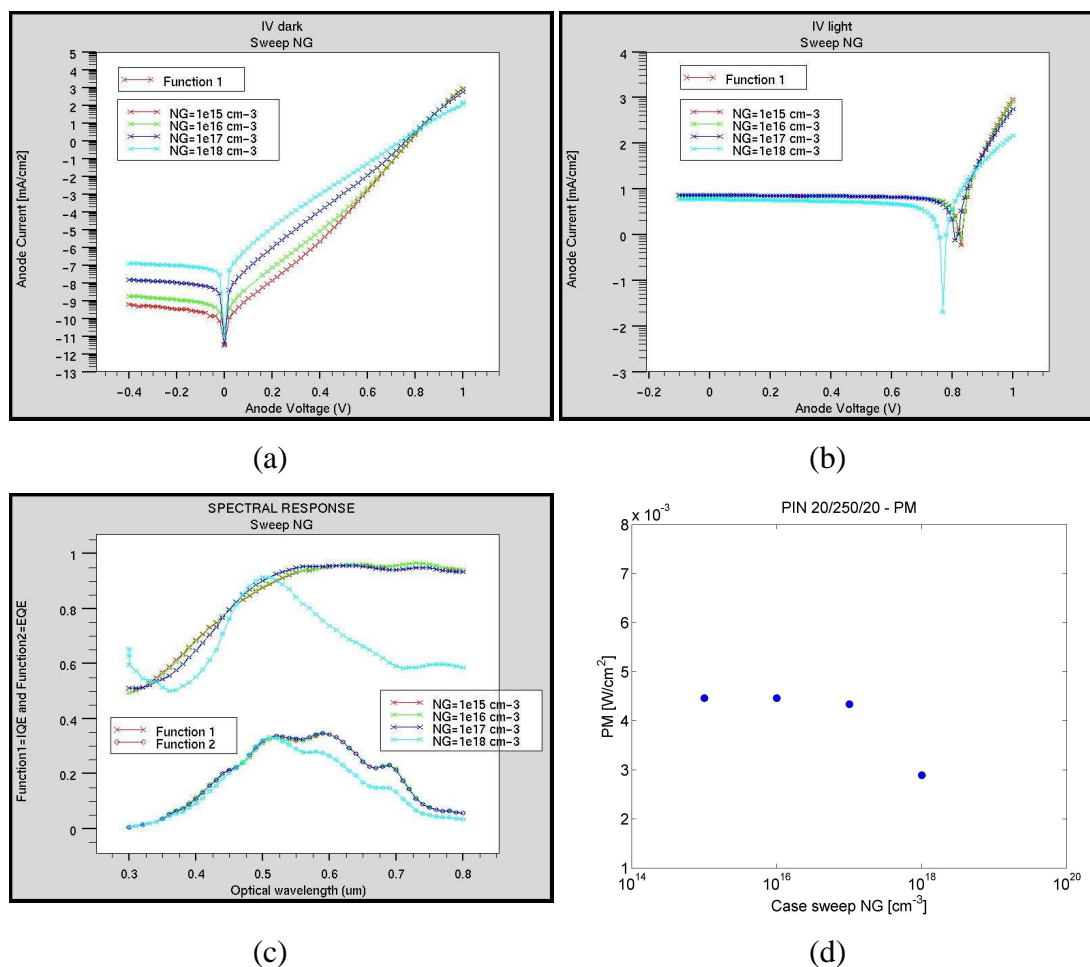 IV dark
Sweep NG
Function 1
NG=1e15 cm-3
NG=1e16 cm-3
NG=1e17 cm-3
NG=1e18 cm-3
Anode Current [mA/cm2]
5
4
3
2
1
0
-1
-2
-3
-4
-5
-6
-7
-8
-9
-10
-11
-12
-13
-0.4 -0.2 0 0.2 0.4 0.6 0.8 1
Anode Voltage (V)
(a)
IV light
Sweep NG
Function 1
NG=1e15 cm-3
NG=1e16 cm-3
NG=1e17 cm-3
NG=1e18 cm-3
Anode Current [mA/cm2]
4
3
2
1
0
-1
-2
-3
-0.2 0 0.2 0.4 0.6 0.8 1
Anode Voltage (V)
(b)
SPECTRAL RESPONSE
Sweep NG
Function1=IQE and Function2=EQE
1
0.8
0.6
0.4
0.2
0
NG=1e15 cm-3
NG=1e16 cm-3
NG=1e17 cm-3
NG=1e18 cm-3
Function 1
Function 2
0.3 0.4 0.5 0.6 0.7 0.8
Optical wavelength (um)
(c)
PIN 20/250/20 - PM
x 10-3
PM [W/cm2]
8
7
6
5
4
3
2
1
1014 1016 1018 1020
Case sweep NG [cm-3]
(d)